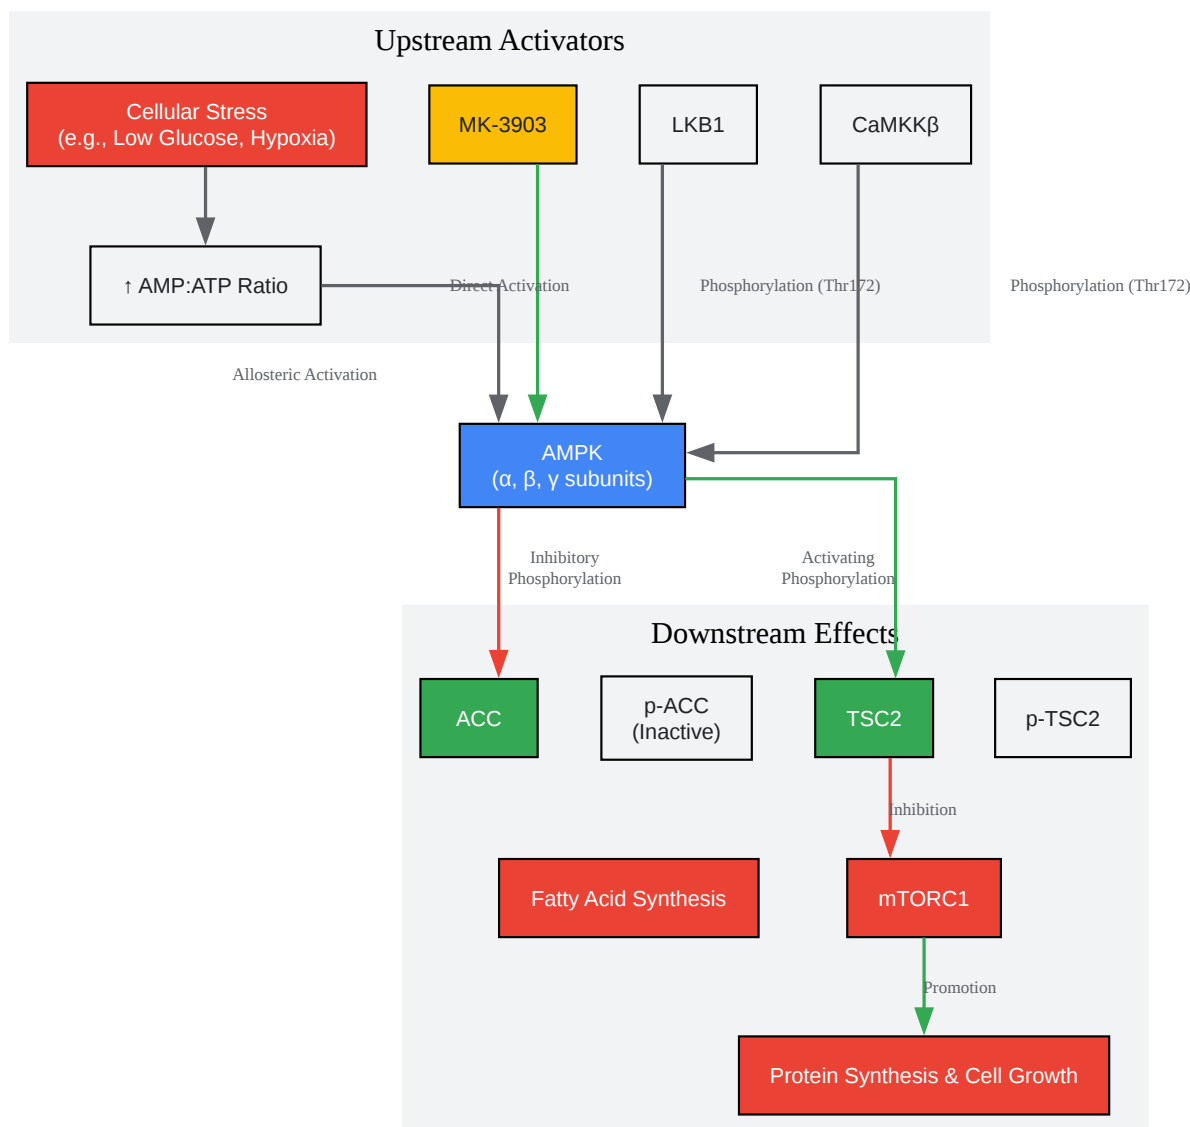 Upstream Activators
Cellular Stress
(e.g., Low Glucose, Hypoxia)
MK-3903
LKB1
CaMKKβ
↑ AMP:ATP Ratio
Direct Activation
Phosphorylation (Thr172)
Phosphorylation (Thr172)
Allosteric Activation
AMPK
(α, β, γ subunits)
Inhibitory
Phosphorylation
Activating
Phosphorylation
Downstream Effects
ACC
p-ACC
(Inactive)
TSC2
p-TSC2
Inhibition
Fatty Acid Synthesis
mTORC1
Promotion
Protein Synthesis & Cell Growth